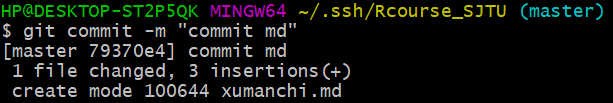 HP@DESKTOP-ST2P5QK MINGW64 ~/.ssh/Rcourse_SJTU (master)
$ git commit -m "commit md"
[master 79370e4] commit md
 1 file changed, 3 insertions(+)
 create mode 100644 xumanchi.md